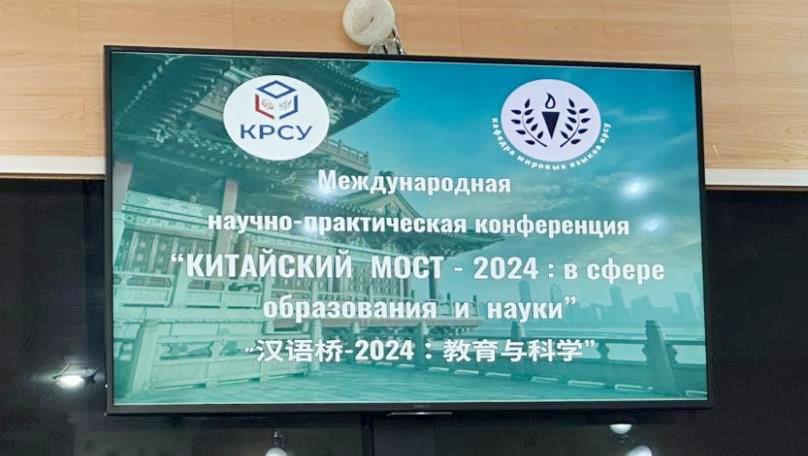 КРСУ
кафедра мировых языков крсу
Международная
научно-практическая конференция
“КИТАЙСКИЙ МОСТ - 2024 : в сфере
образования и науки”
“汉语桥-2024：教育与科学”